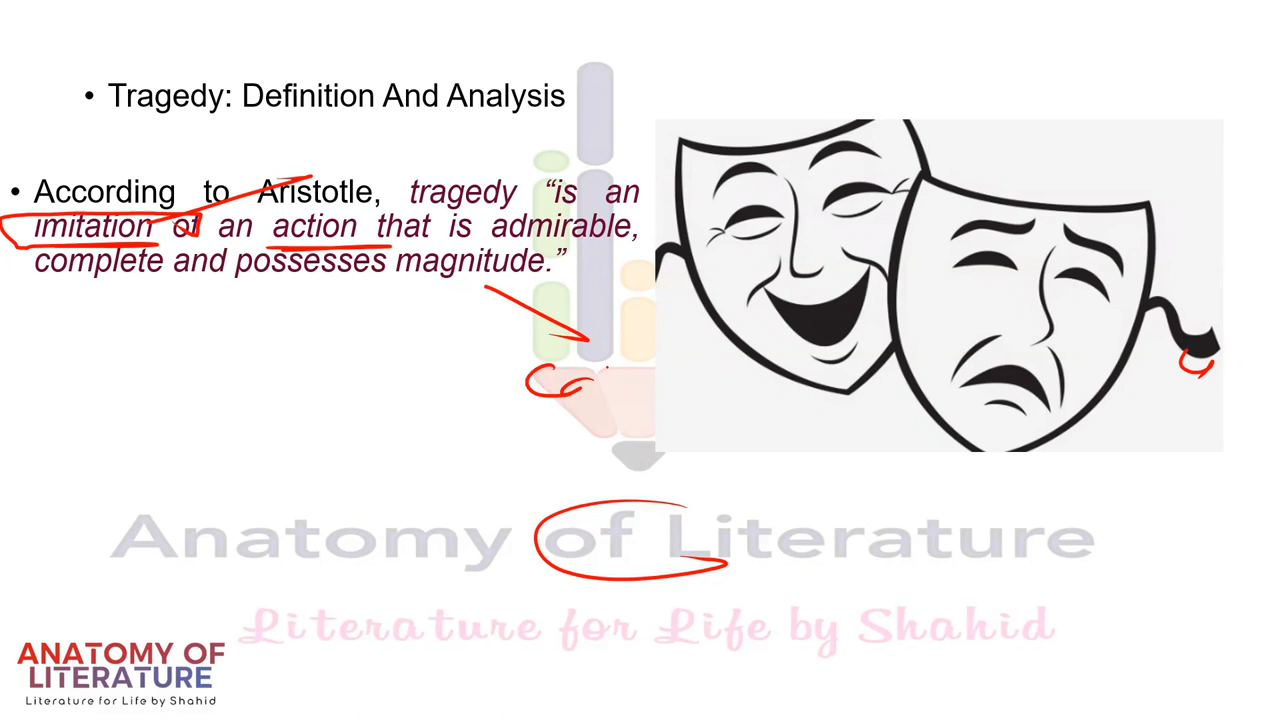 • Tragedy: Definition And Analysis
• According to Aristotle, tragedy “is an
imitation of an action that is admirable,
complete and possesses magnitude.”
Anatomy of Literature
Literature for Life by Shahid
ANATOMY OF
LITERATURE
Literature for Life by Shahid